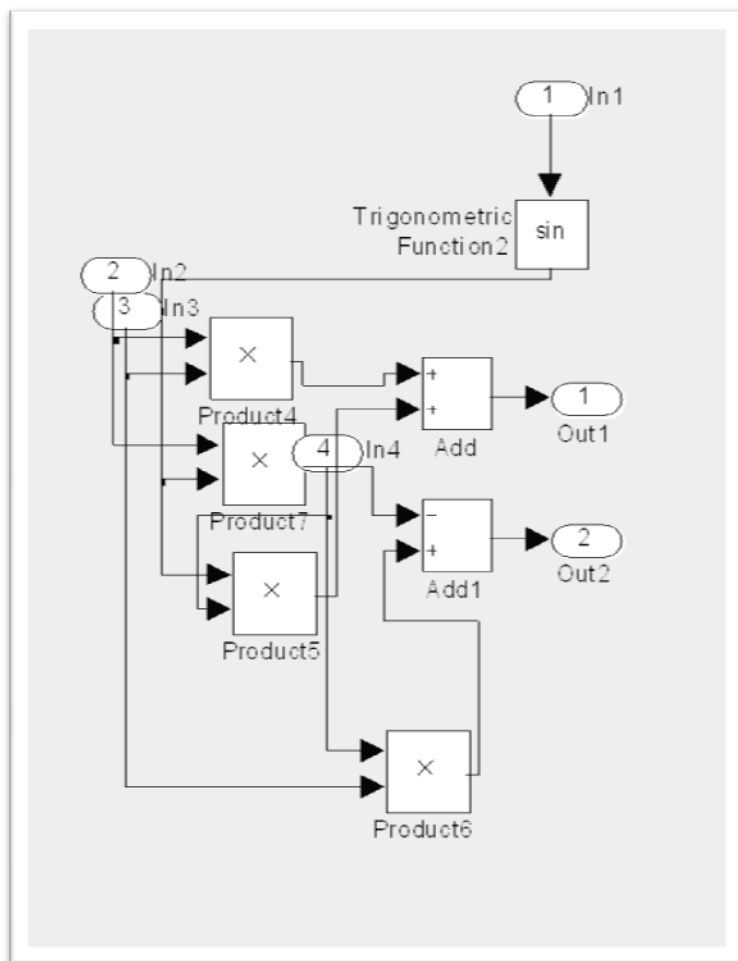 1
In1
Trigonometric
Function2
sin
2
In2
3
In3
×
Product4
+
+
Add
1
Out1
×
Product7
4
In4
−
+
Add1
2
Out2
×
Product5
×
Product6